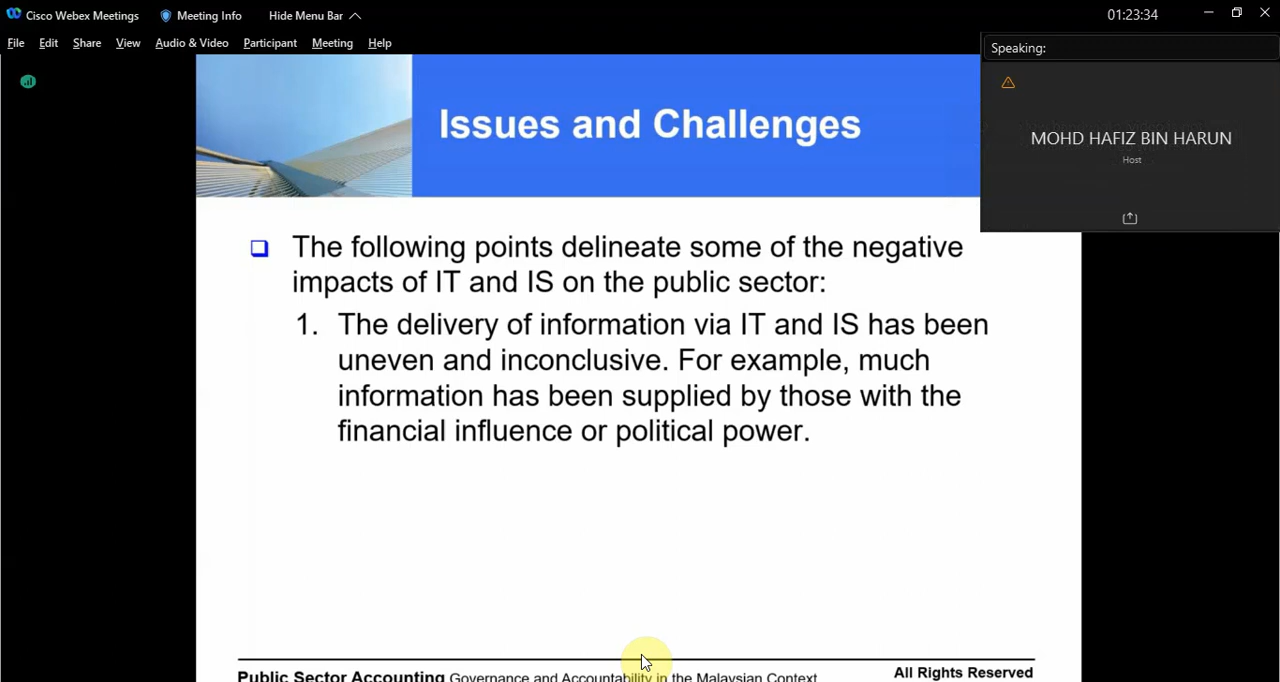 Cisco Webex Meetings Meeting Info Hide Menu Bar 01:23:34
File Edit Share View Audio & Video Participant Meeting Help
Speaking:
MOHD HAFIZ BIN HARUN
Host
Issues and Challenges
The following points delineate some of the negative
impacts of IT and IS on the public sector:
1. The delivery of information via IT and IS has been
uneven and inconclusive. For example, much
information has been supplied by those with the
financial influence or political power.
Public Sector Accounting Governance and Accountability in the Malaysian Context
All Rights Reserved